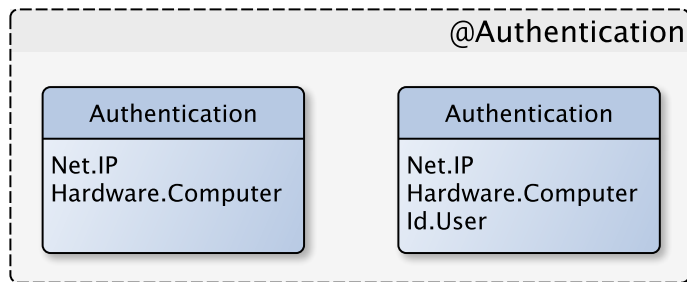 @Authentication
Authentication
Net.IP
Hardware.Computer
Authentication
Net.IP
Hardware.Computer
Id.User